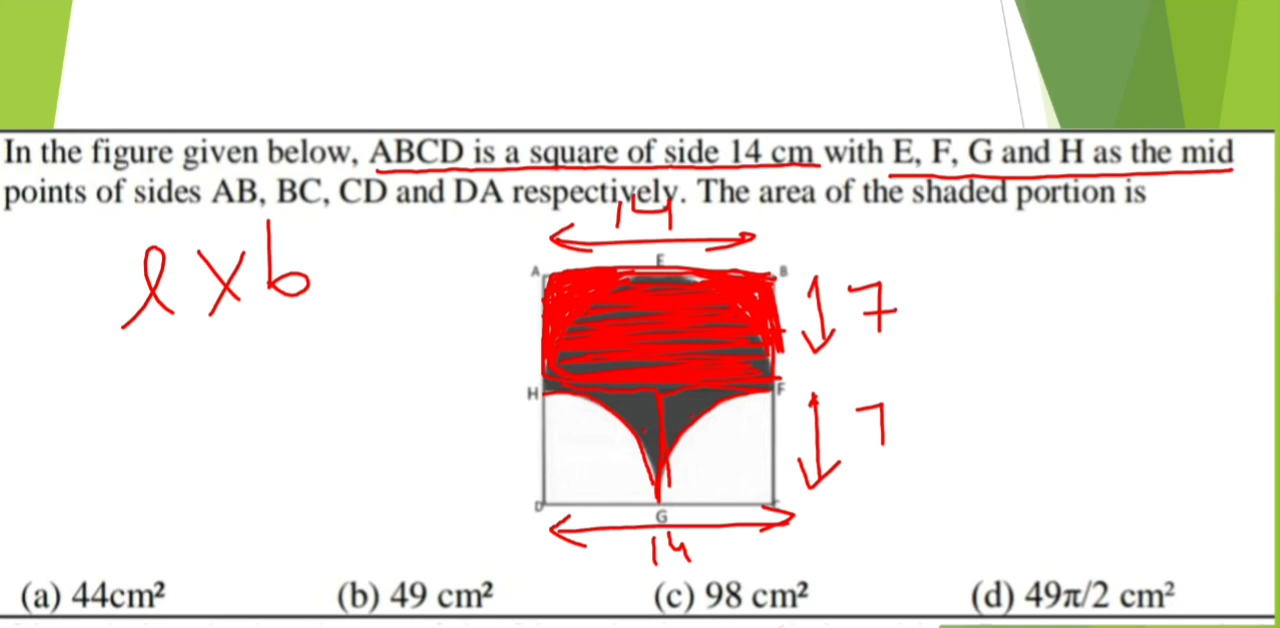 In the figure given below, ABCD is a square of side 14 cm with E, F, G and H as the mid
points of sides AB, BC, CD and DA respectively. The area of the shaded portion is
14
l x b
A E B
7
H F
7
D G
14
(a) 44cm² (b) 49 cm² (c) 98 cm² (d) 49π/2 cm²